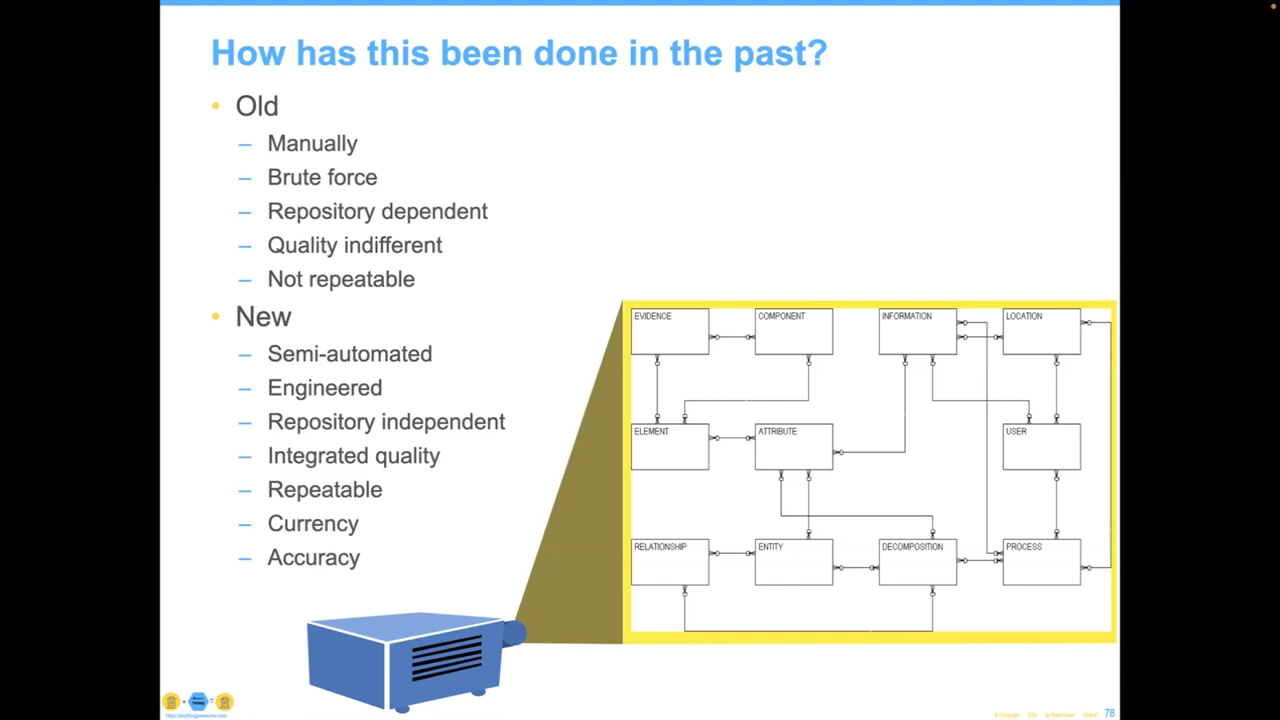 How has this been done in the past?
• Old
– Manually
– Brute force
– Repository dependent
– Quality indifferent
– Not repeatable
• New
– Semi-automated
– Engineered
– Repository independent
– Integrated quality
– Repeatable
– Currency
– Accuracy
EVIDENCE
COMPONENT
INFORMATION
LOCATION
ELEMENT
ATTRIBUTE
USER
RELATIONSHIP
ENTITY
DECOMPOSITION
PROCESS
78